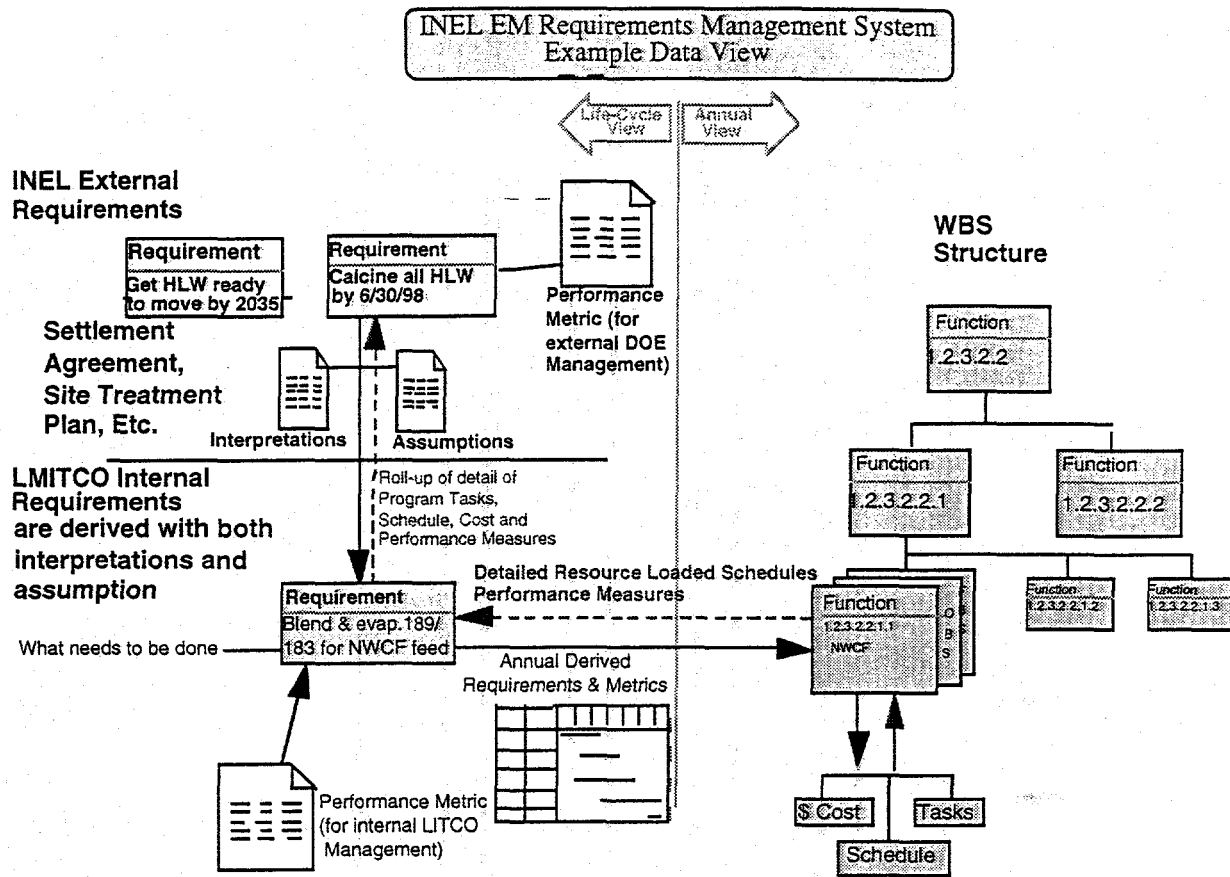 INEL EM Requirements Management System
Example Data View
Life-Cycle
View
Annual
View
INEL External
Requirements
Requirement
Get HLW ready
to move by 2035
Requirement
Calcine all HLW
by 6/30/98
Performance
Metric (for
external DOE
Management)
WBS
Structure
Settlement
Agreement,
Site Treatment
Plan, Etc.
Interpretations
Assumptions
Function
1.2.3.2.2
Function
1.2.3.2.2.1
Function
1.2.3.2.2.2
LMITCO Internal
Requirements
are derived with both
interpretations and
assumption
Roll-up of detail of
Program Tasks,
Schedule, Cost and
Performance Measures
Detailed Resource Loaded Schedules
Performance Measures
Requirement
Blend & evap.189/
183 for NWCF feed
What needs to be done
Annual Derived
Requirements & Metrics
Function
1.2.3.2.2.1.1
NWCF
O
B
S
Function
1.2.3.2.2.1.2
Function
1.2.3.2.2.1.3
Performance Metric
(for internal LITCO
Management)
$ Cost
Tasks
Schedule